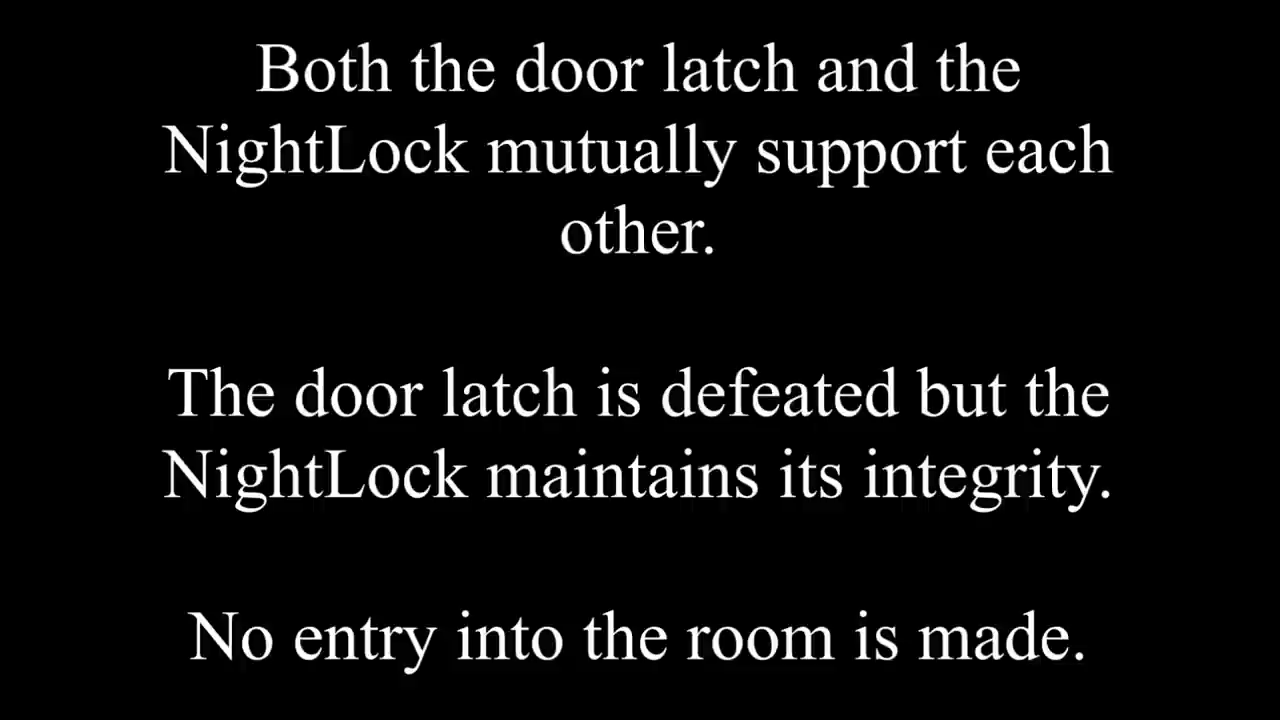 Both the door latch and the
NightLock mutually support each
other.
The door latch is defeated but the
NightLock maintains its integrity.
No entry into the room is made.